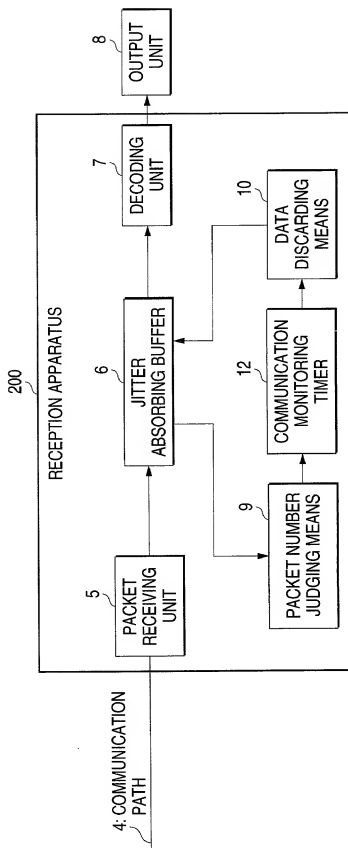 200
RECEPTION APPARATUS
4: COMMUNICATION
PATH
5
PACKET
RECEIVING
UNIT
6
JITTER
ABSORBING BUFFER
7
DECODING
UNIT
8
OUTPUT
UNIT
9
PACKET NUMBER
JUDGING MEANS
12
COMMUNICATION
MONITORING
TIMER
10
DATA
DISCARDING
MEANS